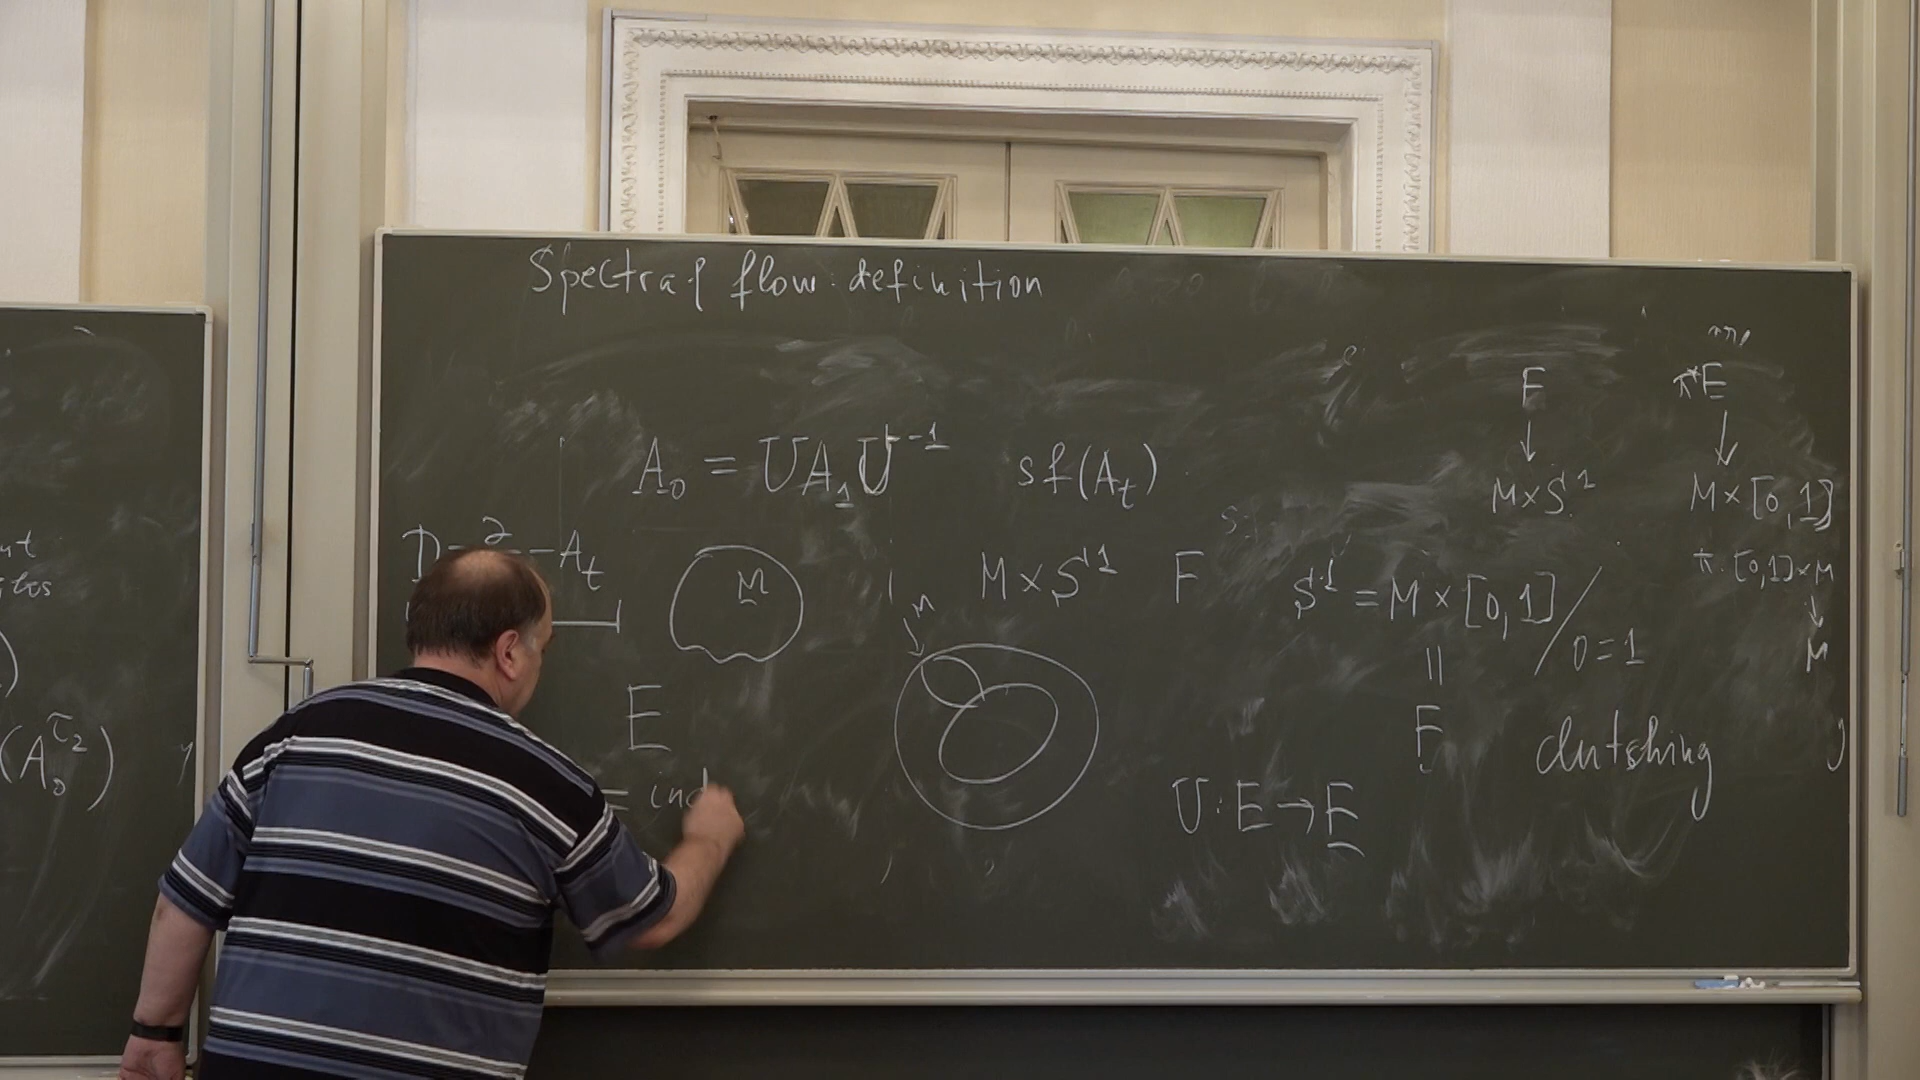 Spectral flow: definition
F
π*E
↓
↓
A₀ = UA₁U⁻¹
sf(Aₜ)
M×S¹
M×[0,1]
D
-Aₜ
M
M×S¹
F
S¹ = M×[0,1]/0=1
π: [0,1]×M
↓
M
M
↓
||
E
F
clutshing
= ind
U: E→E
(A₀^τ₂)